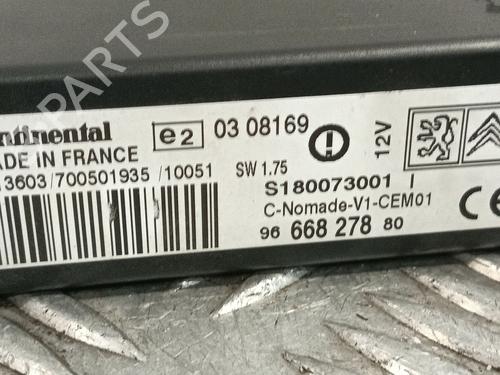 ntinental
e2
03 08169
12V
ADE IN FRANCE
3603/700501935 /10051
SW 1.75
S180073001 I
C-Nomade-V1-CEM01
96 668 278 80
CE
PARTS